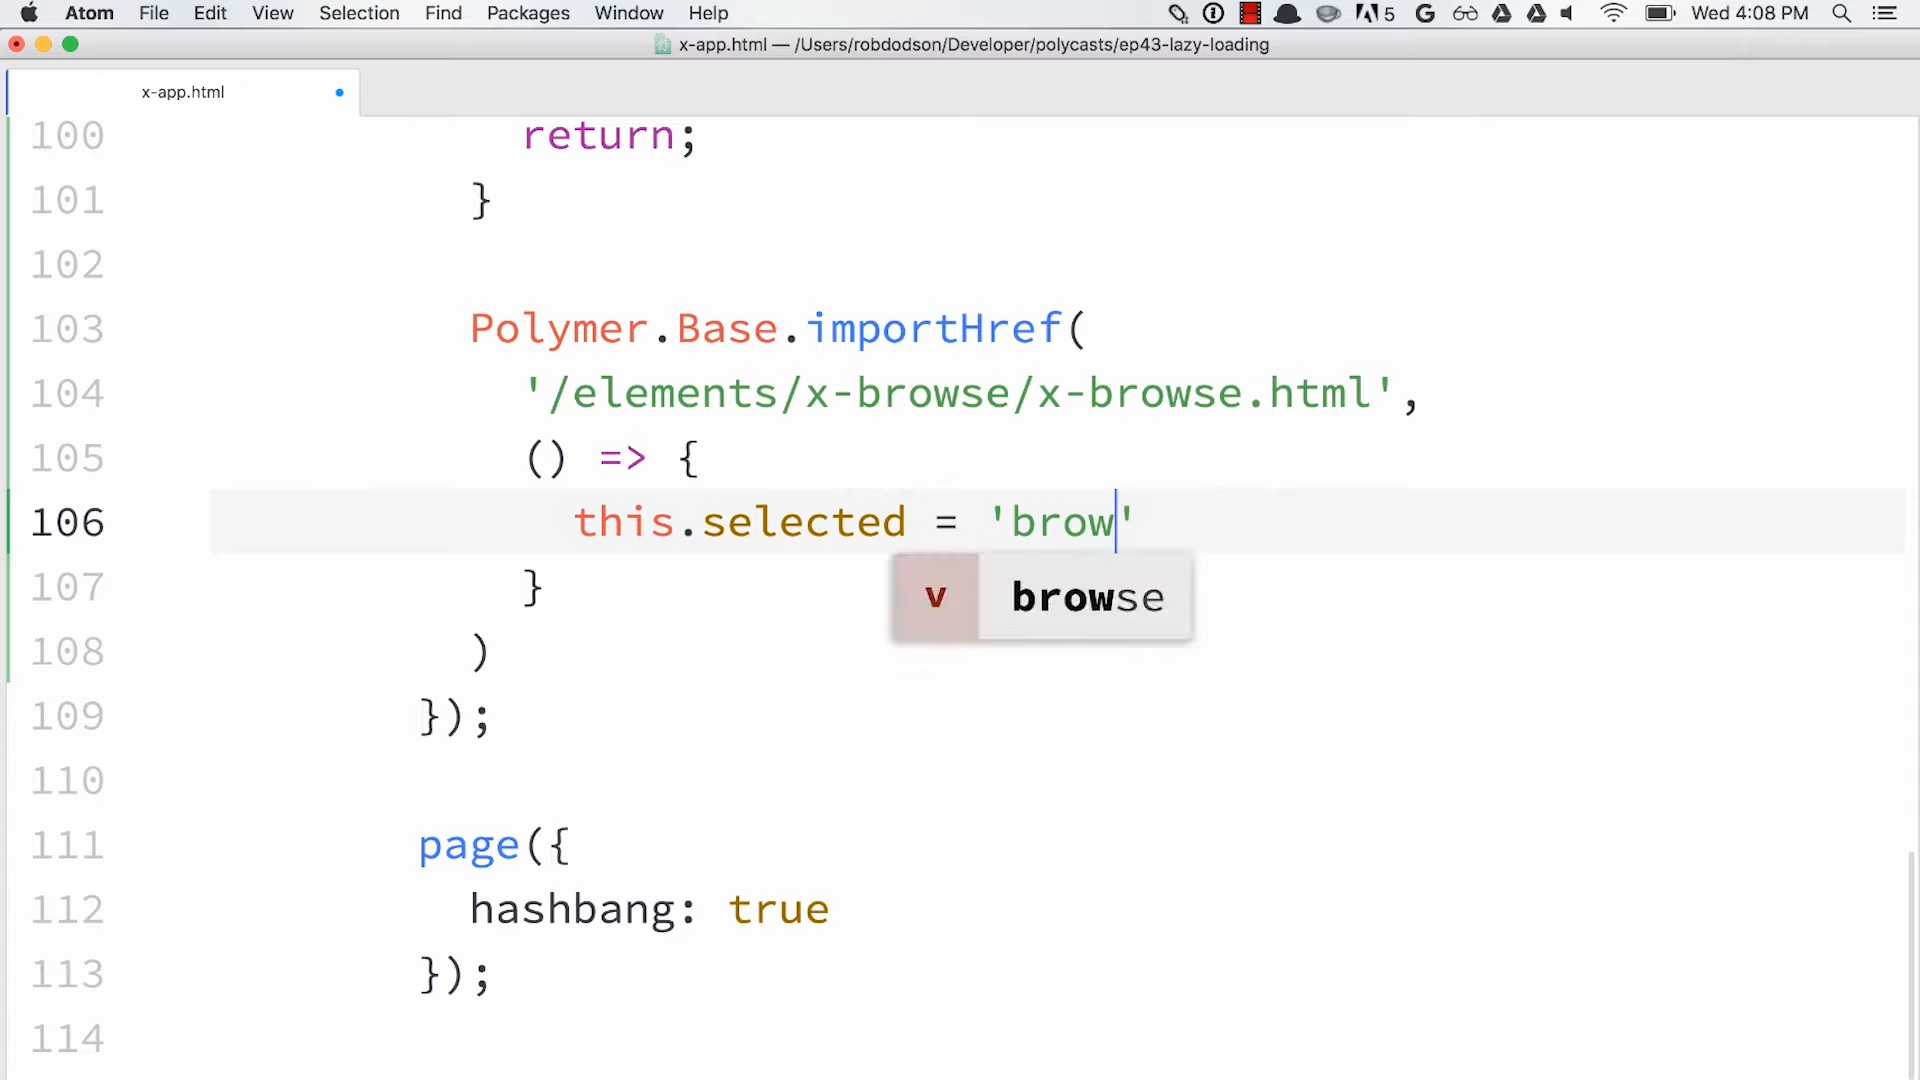 Atom File Edit View Selection Find Packages Window Help 5 Wed 4:08 PM
x-app.html — /Users/robdodson/Developer/polycasts/ep43-lazy-loading
x-app.html
100 return;
101 }
102
103 Polymer.Base.importHref(
104 '/elements/x-browse/x-browse.html',
105 () => {
106 this.selected = 'brow'
v browse
107 }
108 )
109 });
110
111 page({
112 hashbang: true
113 });
114